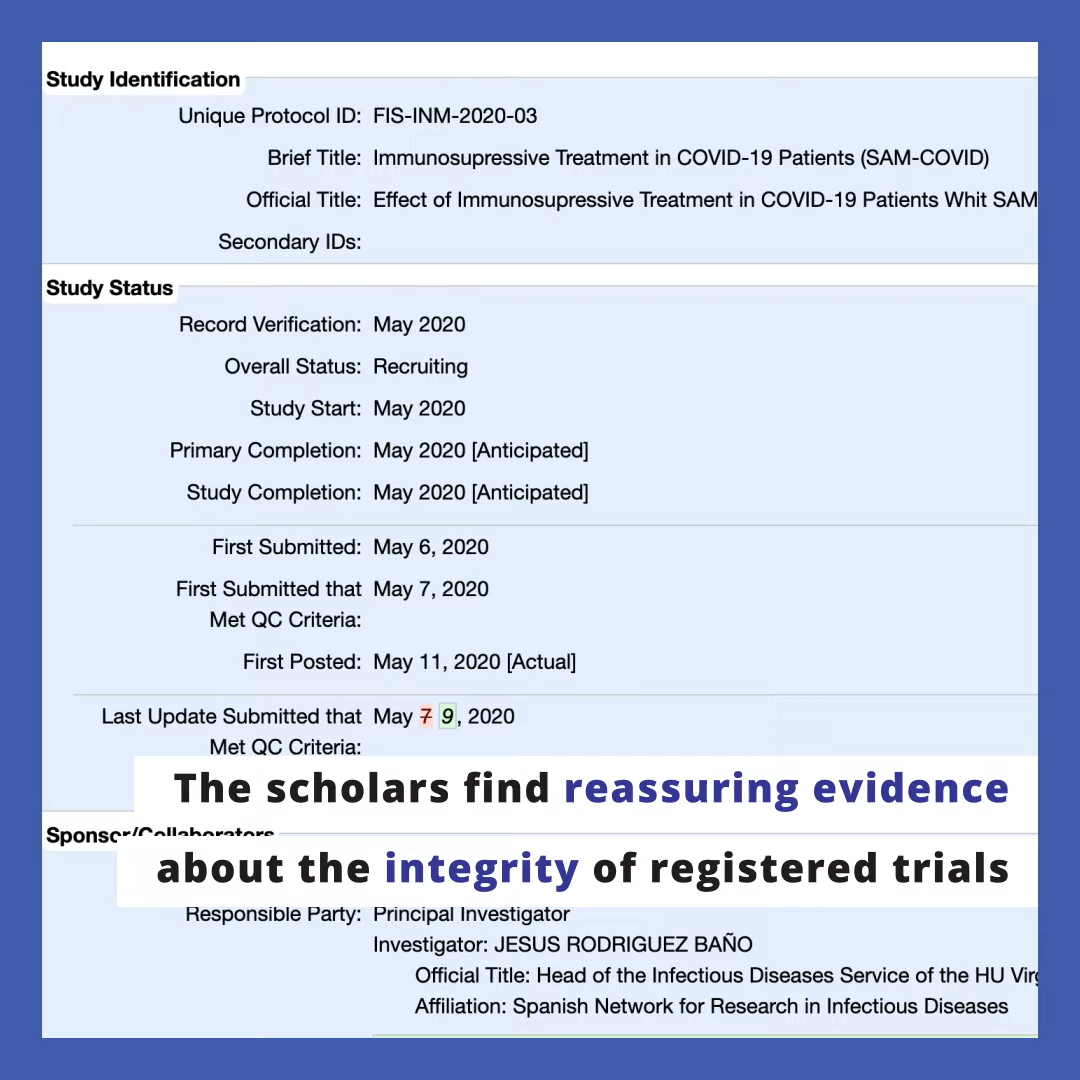 Study Identification
Unique Protocol ID: FIS-INM-2020-03
Brief Title: Immunosupressive Treatment in COVID-19 Patients (SAM-COVID)
Official Title: Effect of Immunosupressive Treatment in COVID-19 Patients Whit SAM
Secondary IDs:
Study Status
Record Verification: May 2020
Overall Status: Recruiting
Study Start: May 2020
Primary Completion: May 2020 [Anticipated]
Study Completion: May 2020 [Anticipated]
First Submitted: May 6, 2020
First Submitted that May 7, 2020
Met QC Criteria:
First Posted: May 11, 2020 [Actual]
Last Update Submitted that May 7 9, 2020
Met QC Criteria:
The scholars find reassuring evidence
Sponsor/Collaborators
about the integrity of registered trials
Responsible Party: Principal Investigator
Investigator: JESUS RODRIGUEZ BAÑO
Official Title: Head of the Infectious Diseases Service of the HU
Affiliation: Spanish Network for Research in Infectious Diseases